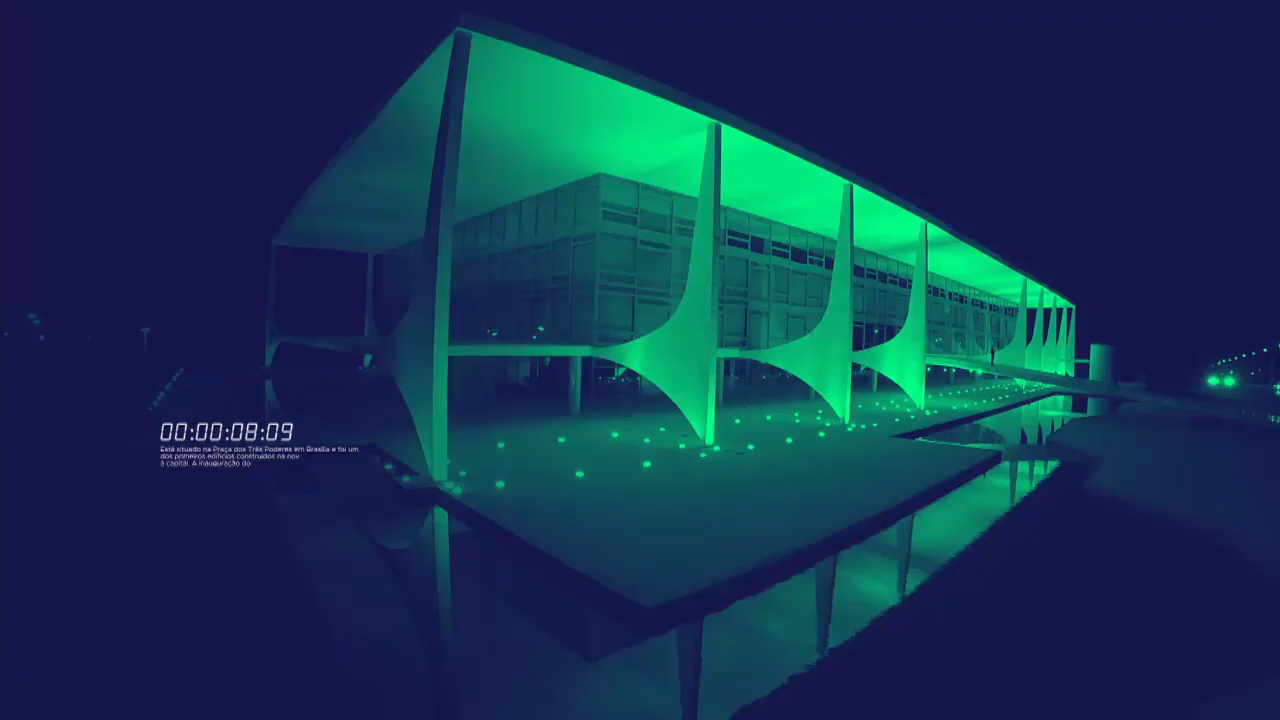 00:00:08:09
Está situado na Praça dos Três Poderes em Brasília e foi um
dos primeiros edifícios construídos na nov
a capital. A inauguração do